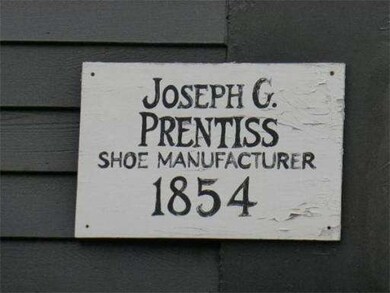 JOSEPH G.
PRENTISS
SHOE MANUFACTURER
1854